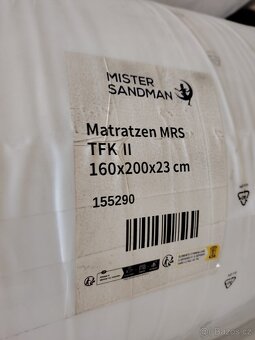 MISTER
SANDMAN
Matratzen MRS
TFK II
160x200x23 cm
155290